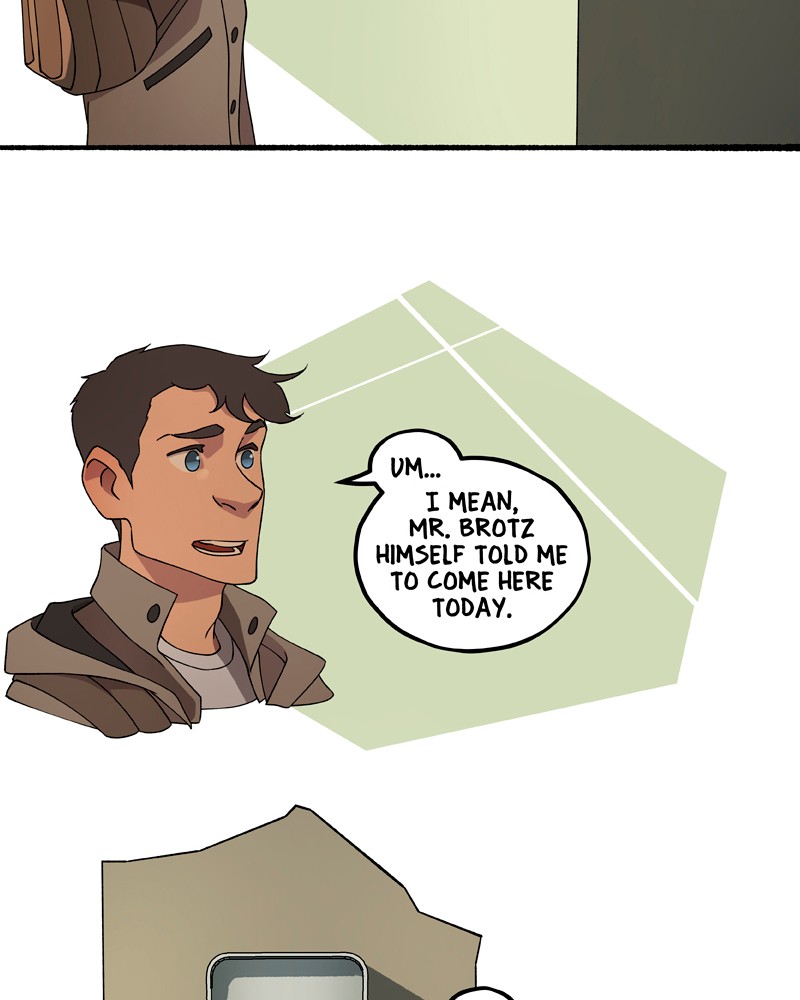 UM...
I MEAN,
MR. BROTZ
HIMSELF TOLD ME
TO COME HERE
TODAY.